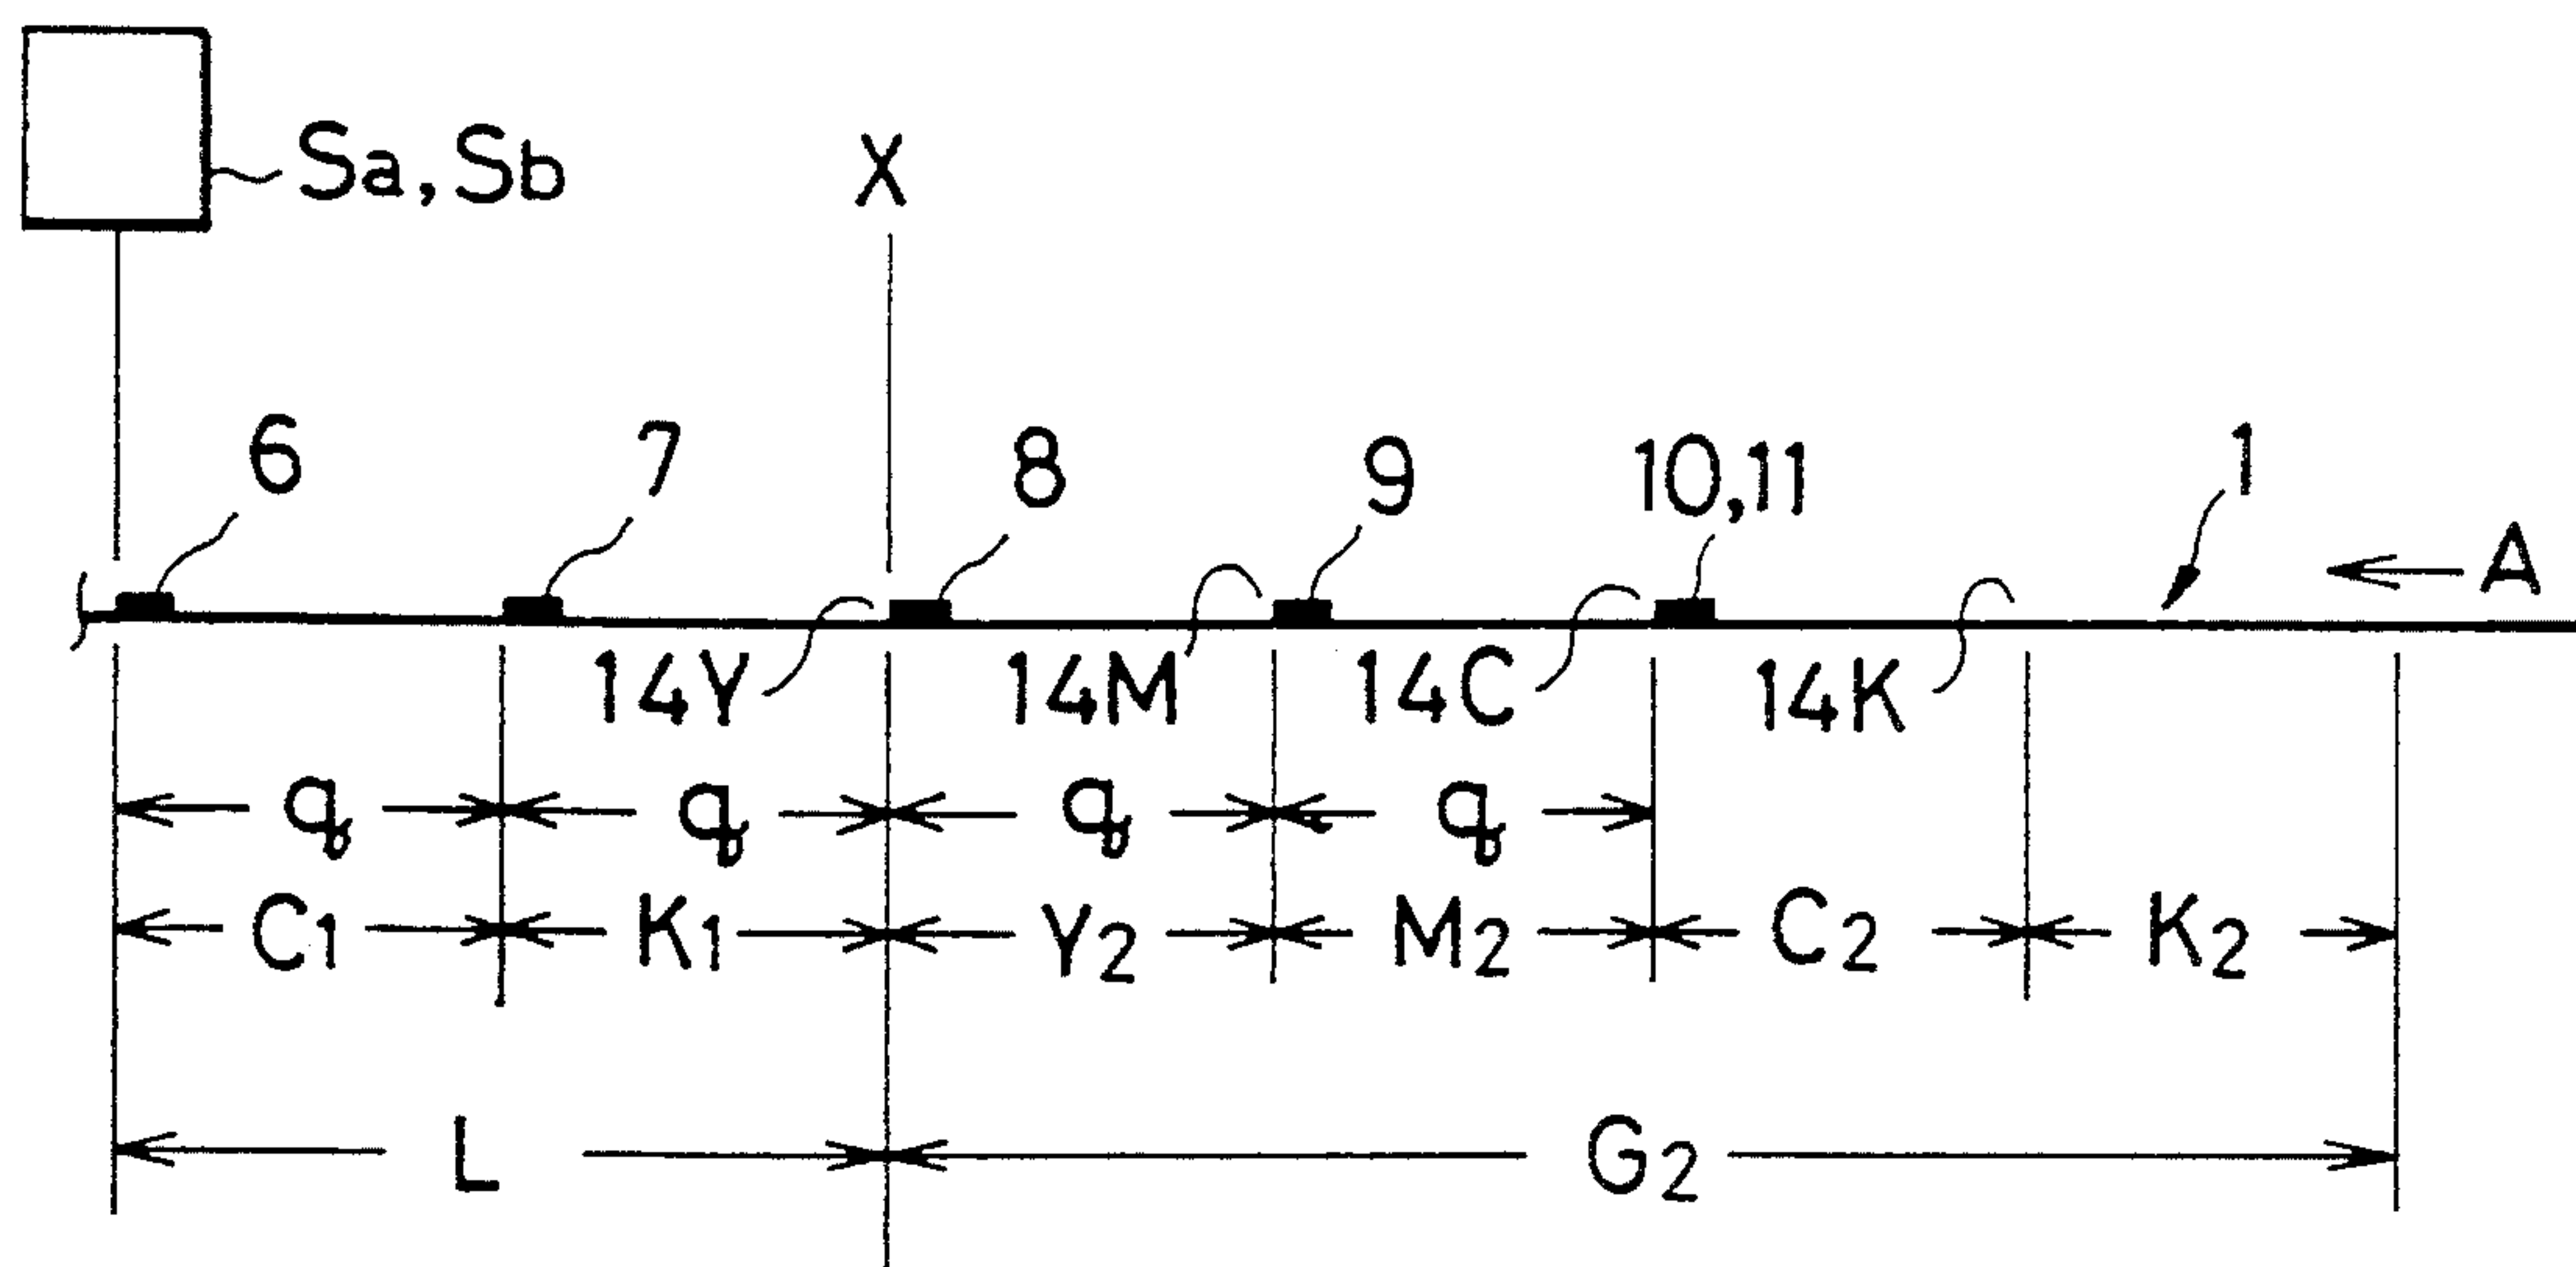 Sa, Sb
X
6 7 8 9 10,11 1
A
14Y 14M 14C 14K
q q q q
C1 K1 Y2 M2 C2 K2
L G2